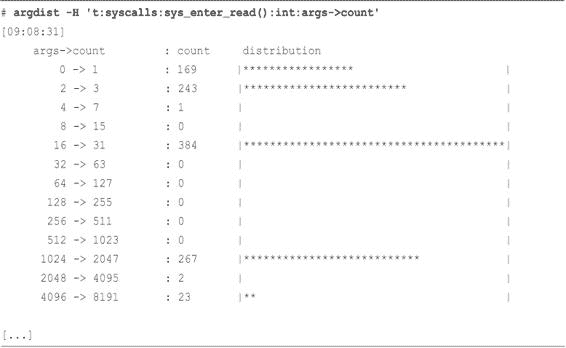 # argdist -H 't:syscalls:sys_enter_read():int:args->count'
[09:08:31]
     args->count         : count     distribution
         0 -> 1          : 169      |*****************                       |
         2 -> 3          : 243      |*************************               |
         4 -> 7          : 1        |                                        |
         8 -> 15         : 0        |                                        |
        16 -> 31         : 384      |****************************************|
        32 -> 63         : 0        |                                        |
        64 -> 127        : 0        |                                        |
       128 -> 255        : 0        |                                        |
       256 -> 511        : 0        |                                        |
       512 -> 1023       : 0        |                                        |
      1024 -> 2047       : 267      |***************************             |
      2048 -> 4095       : 2        |                                        |
      4096 -> 8191       : 23       |**                                      |
[...]